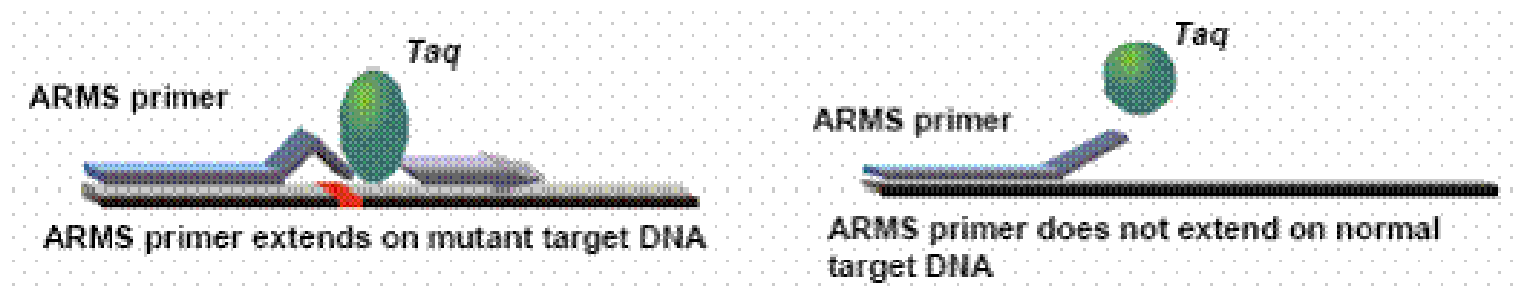 Taq
ARMS primer
ARMS primer extends on mutant target DNA
Taq
ARMS primer
ARMS primer does not extend on normal
target DNA